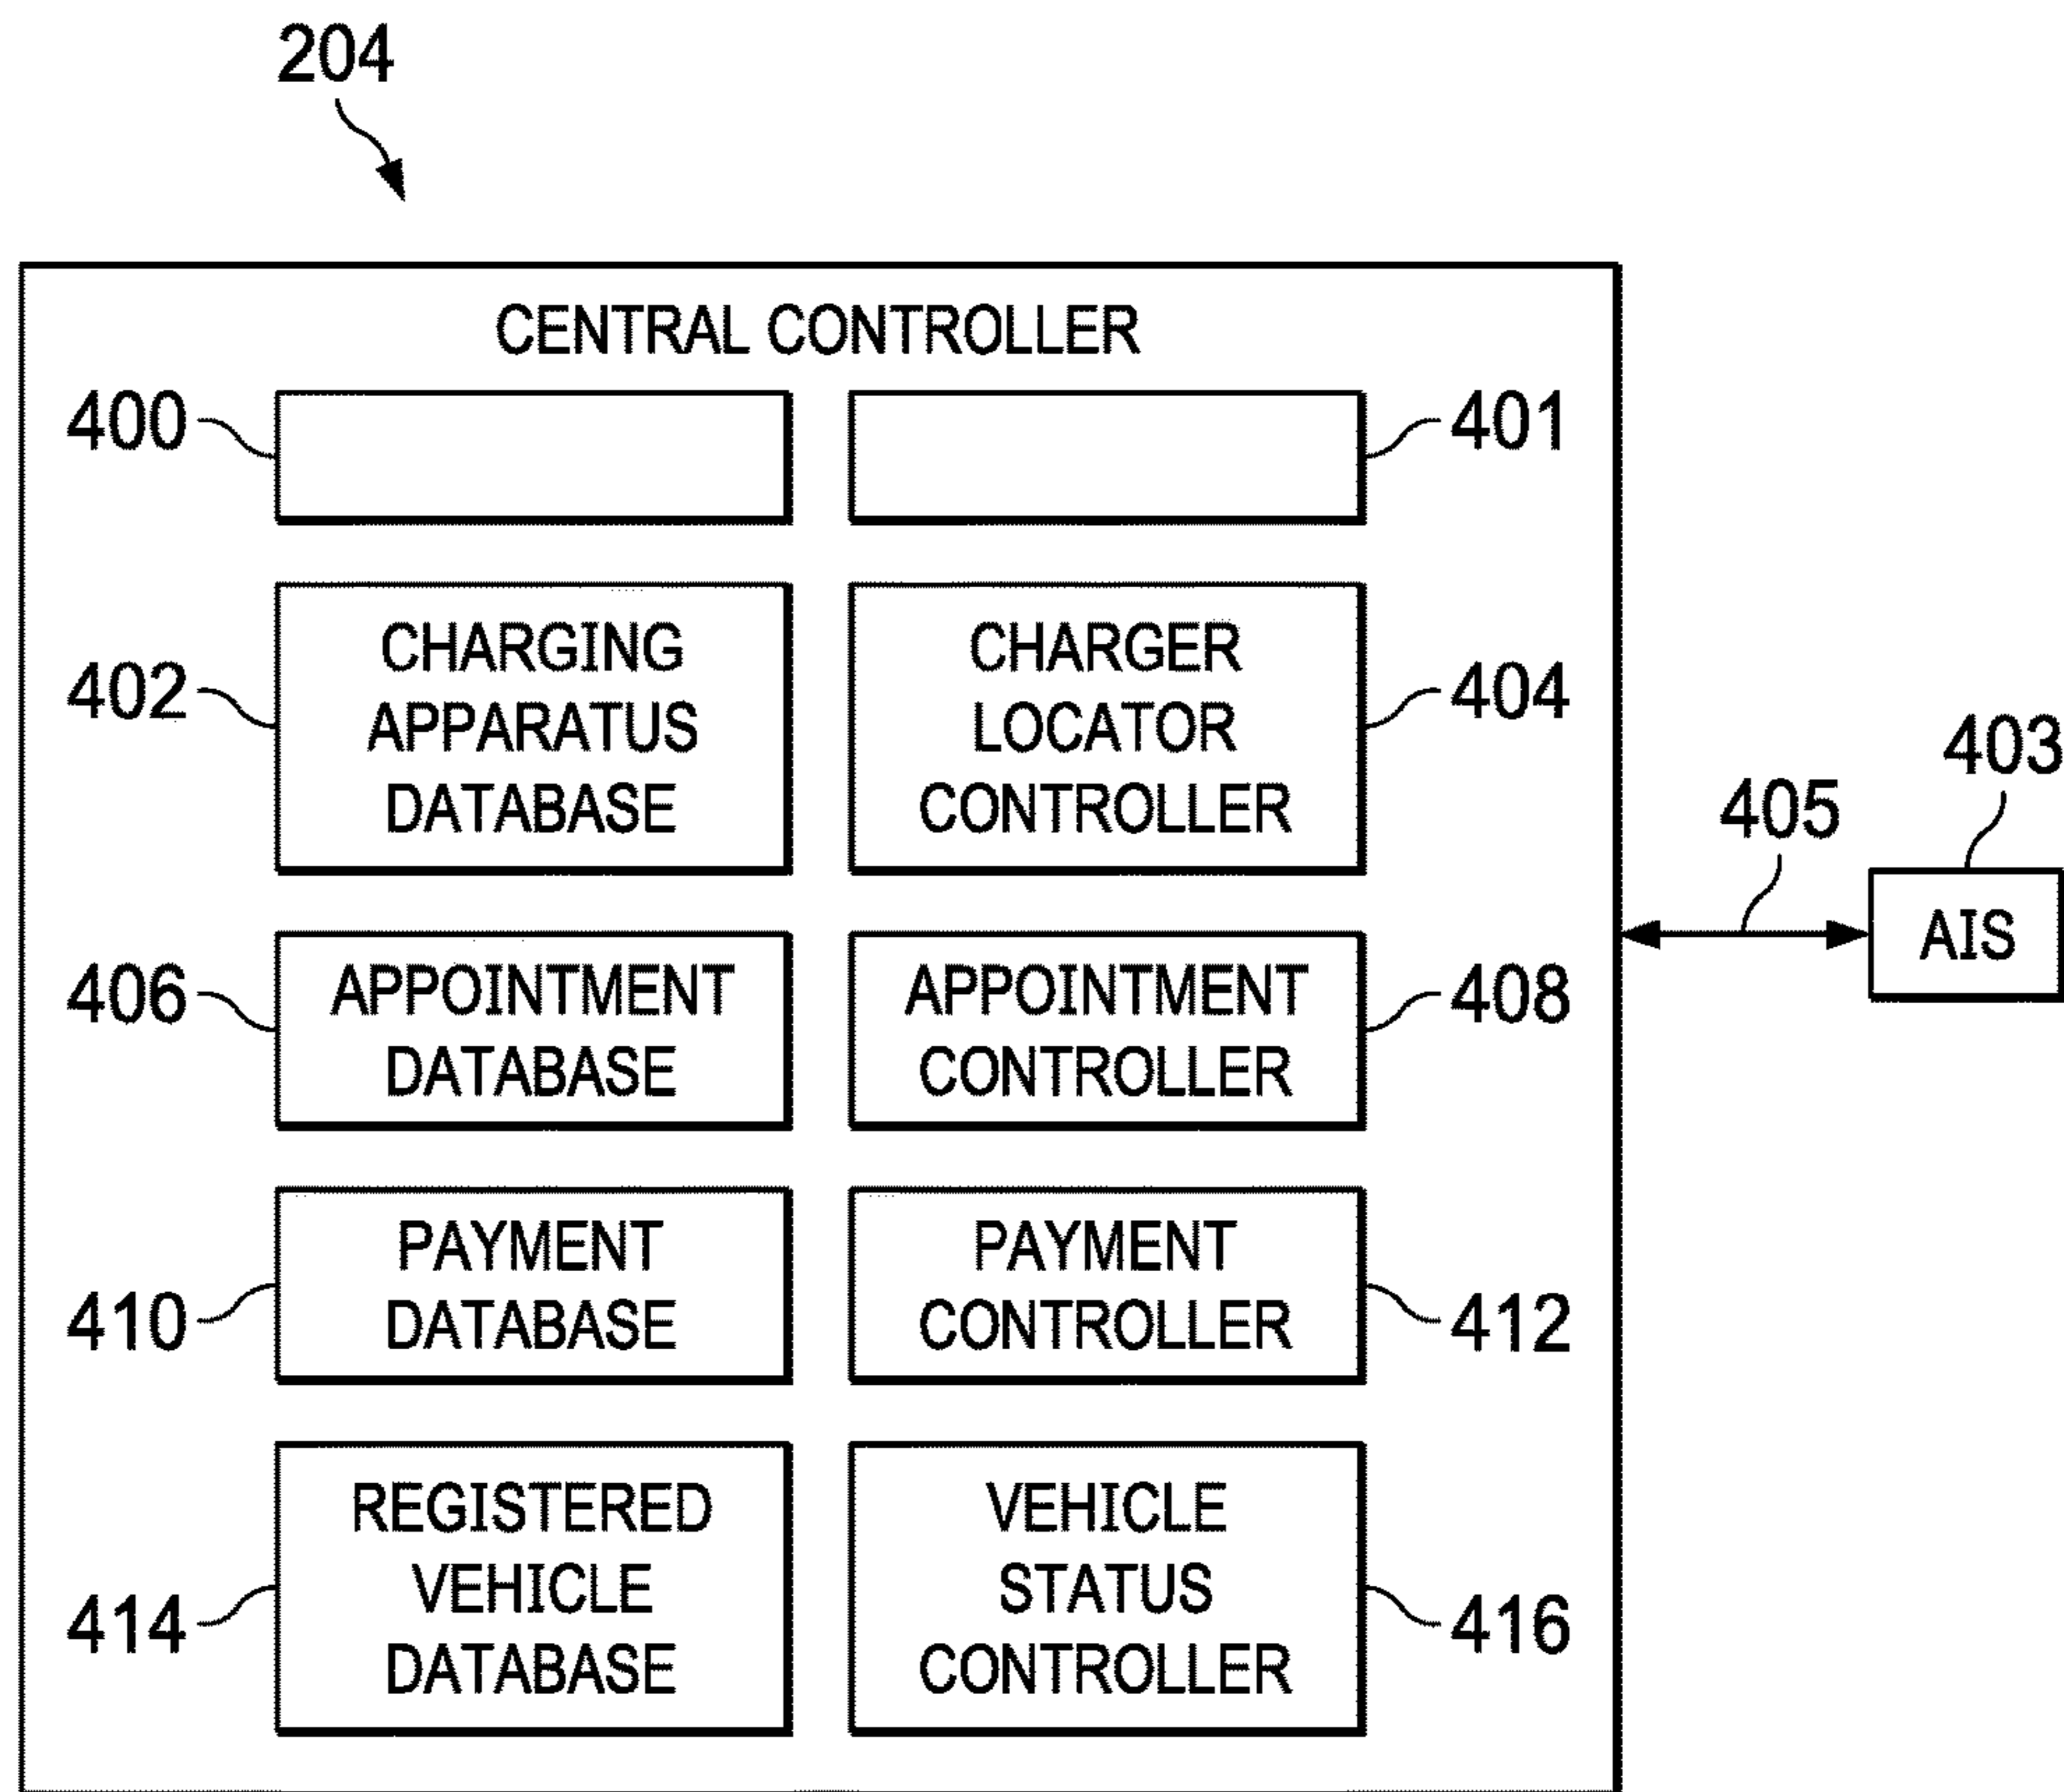 204
CENTRAL CONTROLLER
400
401
402
CHARGING
APPARATUS
DATABASE
CHARGER
LOCATOR
CONTROLLER
404
405
403
AIS
406
APPOINTMENT
DATABASE
APPOINTMENT
CONTROLLER
408
410
PAYMENT
DATABASE
PAYMENT
CONTROLLER
412
414
REGISTERED
VEHICLE
DATABASE
VEHICLE
STATUS
CONTROLLER
416